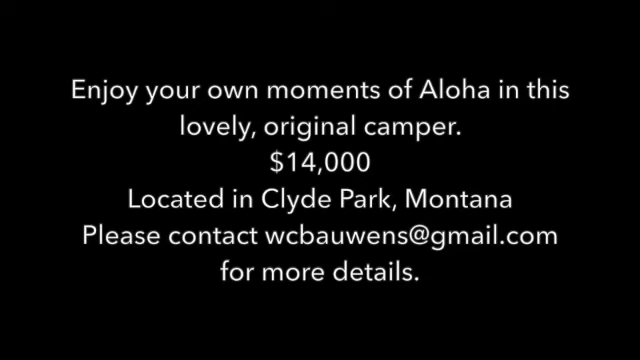 Enjoy your own moments of Aloha in this
lovely, original camper.
$14,000
Located in Clyde Park, Montana
Please contact wcbauwens@gmail.com
for more details.